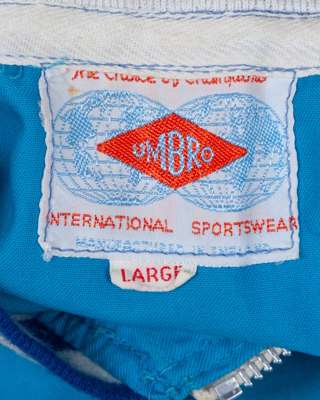 The Choice of Champions
UMBRO
INTERNATIONAL SPORTSWEAR
MANUFACTURED IN ENGLAND
LARGE